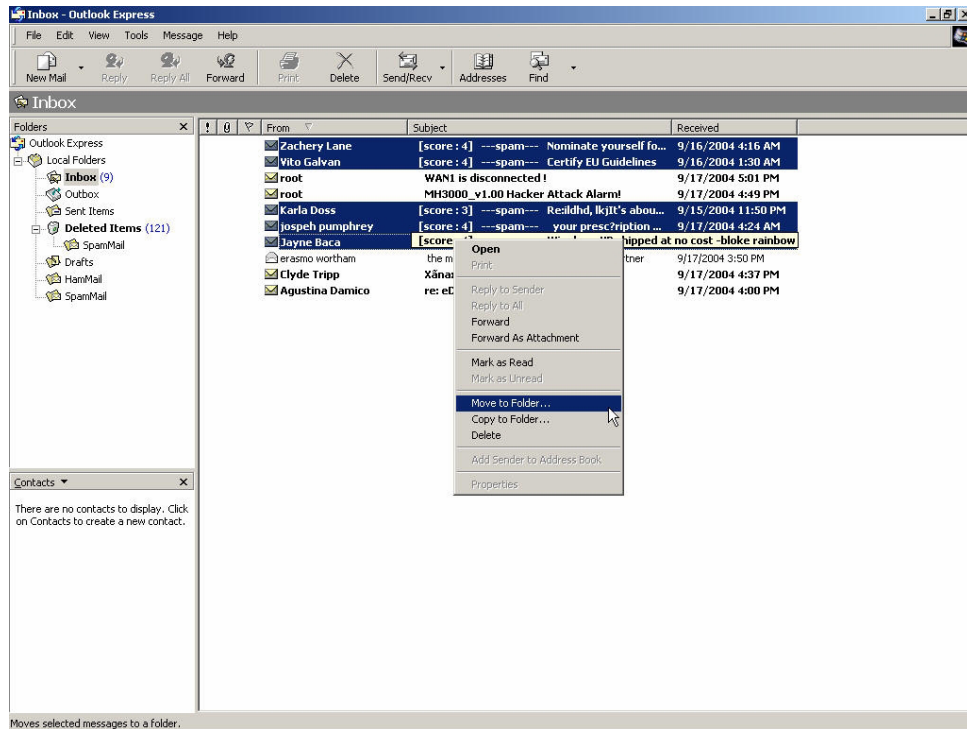 Inbox - Outlook Express
File Edit View Tools Message Help
New Mail Reply Reply All Forward Print Delete Send/Recv Addresses Find
Inbox
Folders
Outlook Express
Local Folders
Inbox (9)
Outbox
Sent Items
Deleted Items (121)
SpamMail
Drafts
HamMail
SpamMail
! From Subject Received
Zachery Lane [score : 4] ---spam--- Nominate yourself fo... 9/16/2004 4:16 AM
Vito Galvan [score : 4] ---spam--- Certify EU Guidelines 9/16/2004 1:30 AM
root WAN1 is disconnected ! 9/17/2004 5:01 PM
root MH3000_v1.00 Hacker Attack Alarm! 9/17/2004 4:49 PM
Karla Doss [score : 3] ---spam--- Re:ildhd, lkjIt's abou... 9/15/2004 11:50 PM
jospeh pumphrey [score : 4] ---spam--- your presc?ription ... 9/17/2004 4:24 AM
Jayne Baca [score hipped at no cost -bloke rainbow
erasmo wortham the m tner 9/17/2004 3:50 PM
Clyde Tripp 9/17/2004 4:37 PM
Agustina Damico re: eD 9/17/2004 4:00 PM
Open
Print
Reply to Sender
Reply to All
Forward
Forward As Attachment
Mark as Read
Mark as Unread
Move to Folder...
Copy to Folder...
Delete
Add Sender to Address Book
Properties
Contacts
There are no contacts to display. Click
on Contacts to create a new contact.
Moves selected messages to a folder.